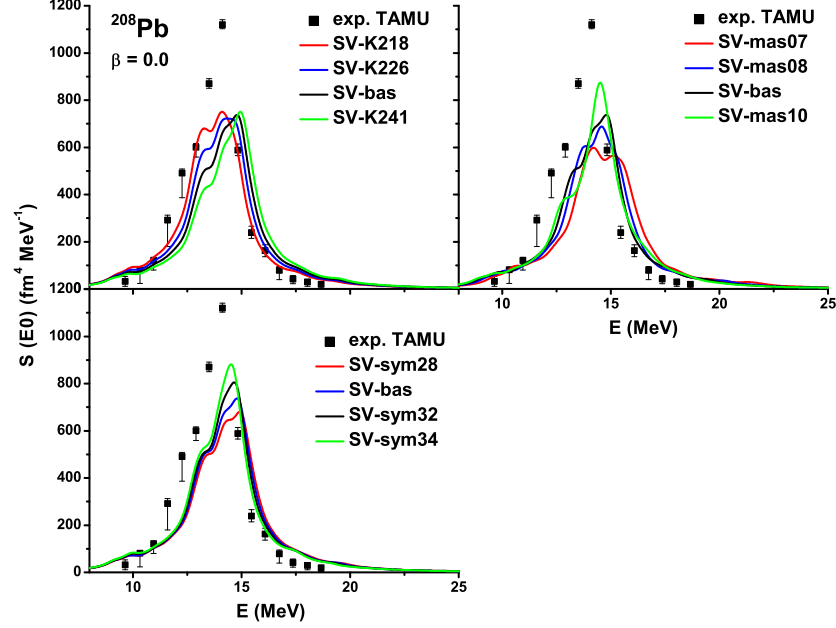 1200
1000
800
600
400
200
1200
1000
800
600
400
200
0
S (E0) (fm⁴ MeV⁻¹)
²⁰⁸Pb
β = 0.0
exp. TAMU
SV-K218
SV-K226
SV-bas
SV-K241
exp. TAMU
SV-mas07
SV-mas08
SV-bas
SV-mas10
10 15 20 25
E (MeV)
exp. TAMU
SV-sym28
SV-bas
SV-sym32
SV-sym34
10 15 20 25
E (MeV)